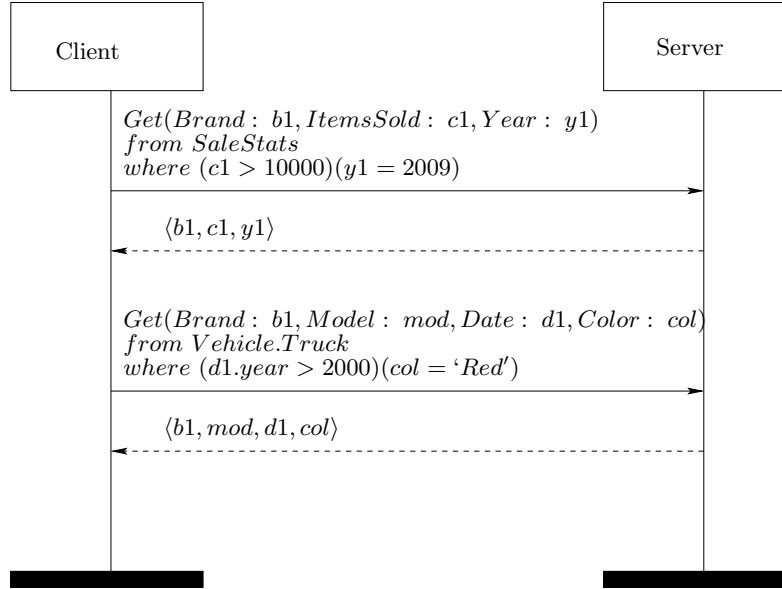 Client
Server
Get(Brand : b1, ItemsSold : c1, Year : y1)
from SaleStats
where (c1 > 10000)(y1 = 2009)
⟨b1, c1, y1⟩
Get(Brand : b1, Model : mod, Date : d1, Color : col)
from Vehicle.Truck
where (d1.year > 2000)(col = ‘Red′)
⟨b1, mod, d1, col⟩